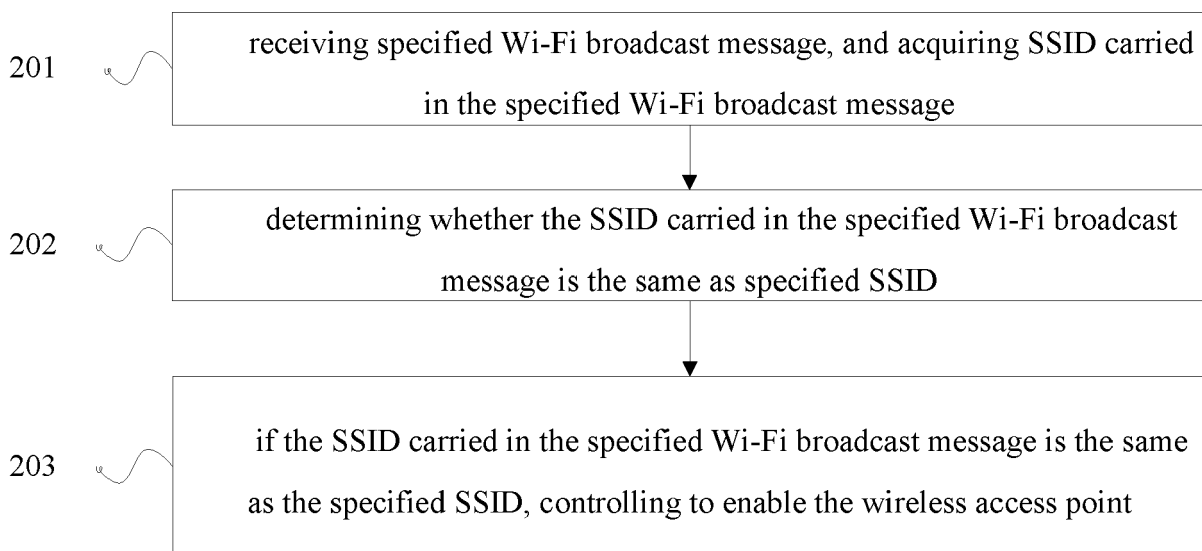 201
receiving specified Wi-Fi broadcast message, and acquiring SSID carried
in the specified Wi-Fi broadcast message
202
determining whether the SSID carried in the specified Wi-Fi broadcast
message is the same as specified SSID
203
if the SSID carried in the specified Wi-Fi broadcast message is the same
as the specified SSID, controlling to enable the wireless access point